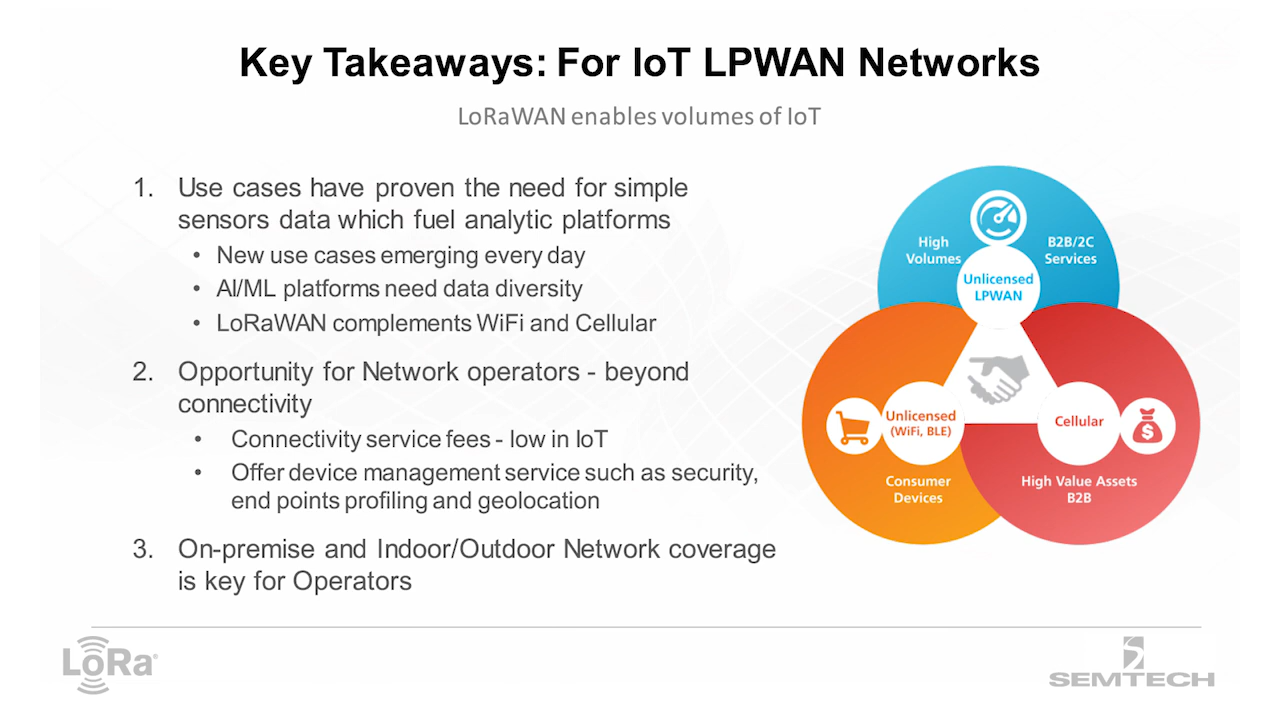 Key Takeaways: For IoT LPWAN Networks
LoRaWAN enables volumes of IoT
1. Use cases have proven the need for simple
sensors data which fuel analytic platforms
• New use cases emerging every day
• AI/ML platforms need data diversity
• LoRaWAN complements WiFi and Cellular
2. Opportunity for Network operators - beyond
connectivity
• Connectivity service fees - low in IoT
• Offer device management service such as security,
end points profiling and geolocation
3. On-premise and Indoor/Outdoor Network coverage
is key for Operators
High
Volumes
B2B/2C
Services
Unlicensed
LPWAN
Unlicensed
(WiFi, BLE)
Consumer
Devices
Cellular
$
High Value Assets
B2B
LoRa®
SEMTECH